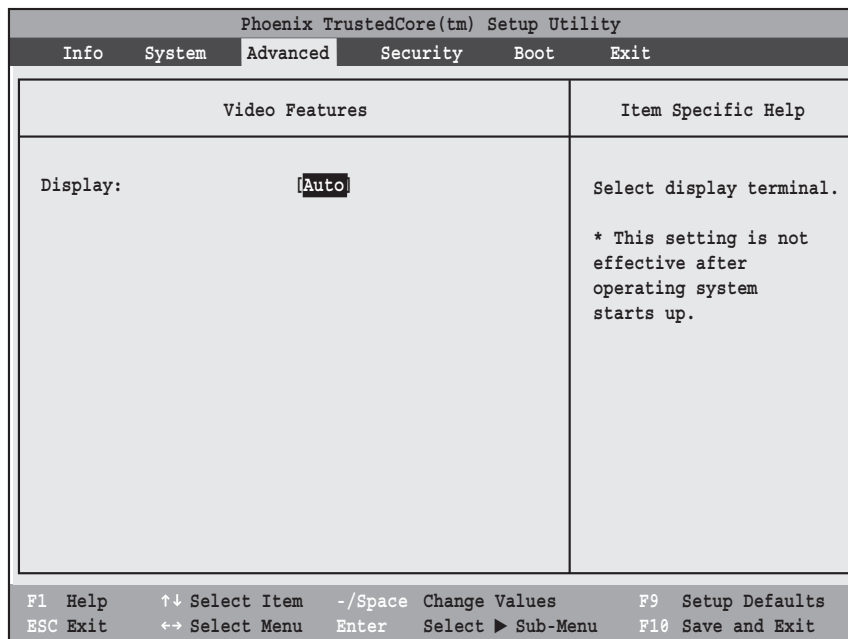 Phoenix TrustedCore(tm) Setup Utility
Info System Advanced Security Boot Exit
Video Features
Item Specific Help
Display: [Auto]
Select display terminal.
* This setting is not
effective after
operating system
starts up.
F1 Help ↑↓ Select Item -/Space Change Values F9 Setup Defaults
ESC Exit ←→ Select Menu Enter Select ▶ Sub-Menu F10 Save and Exit